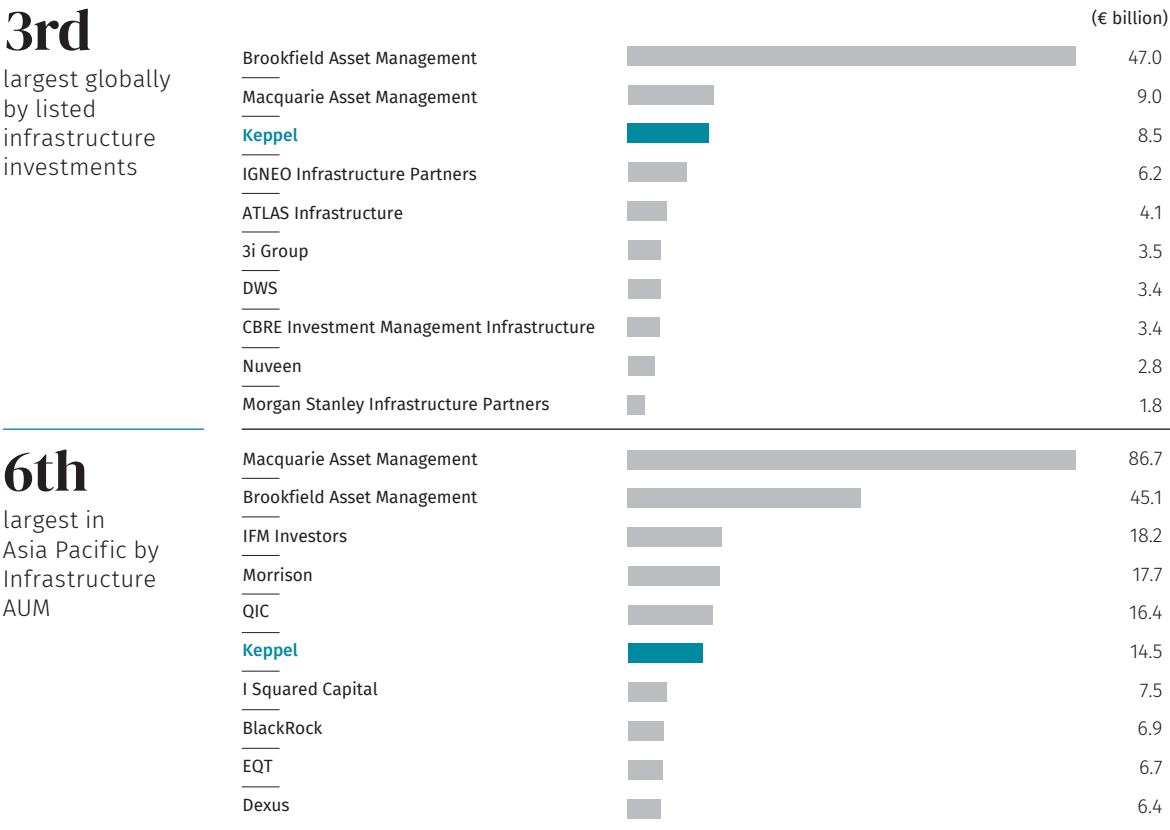 (€ billion)
3rd
largest globally
by listed
infrastructure
investments
Brookfield Asset Management 47.0
Macquarie Asset Management 9.0
Keppel 8.5
IGNEO Infrastructure Partners 6.2
ATLAS Infrastructure 4.1
3i Group 3.5
DWS 3.4
CBRE Investment Management Infrastructure 3.4
Nuveen 2.8
Morgan Stanley Infrastructure Partners 1.8
6th
largest in
Asia Pacific by
Infrastructure
AUM
Macquarie Asset Management 86.7
Brookfield Asset Management 45.1
IFM Investors 18.2
Morrison 17.7
QIC 16.4
Keppel 14.5
I Squared Capital 7.5
BlackRock 6.9
EQT 6.7
Dexus 6.4